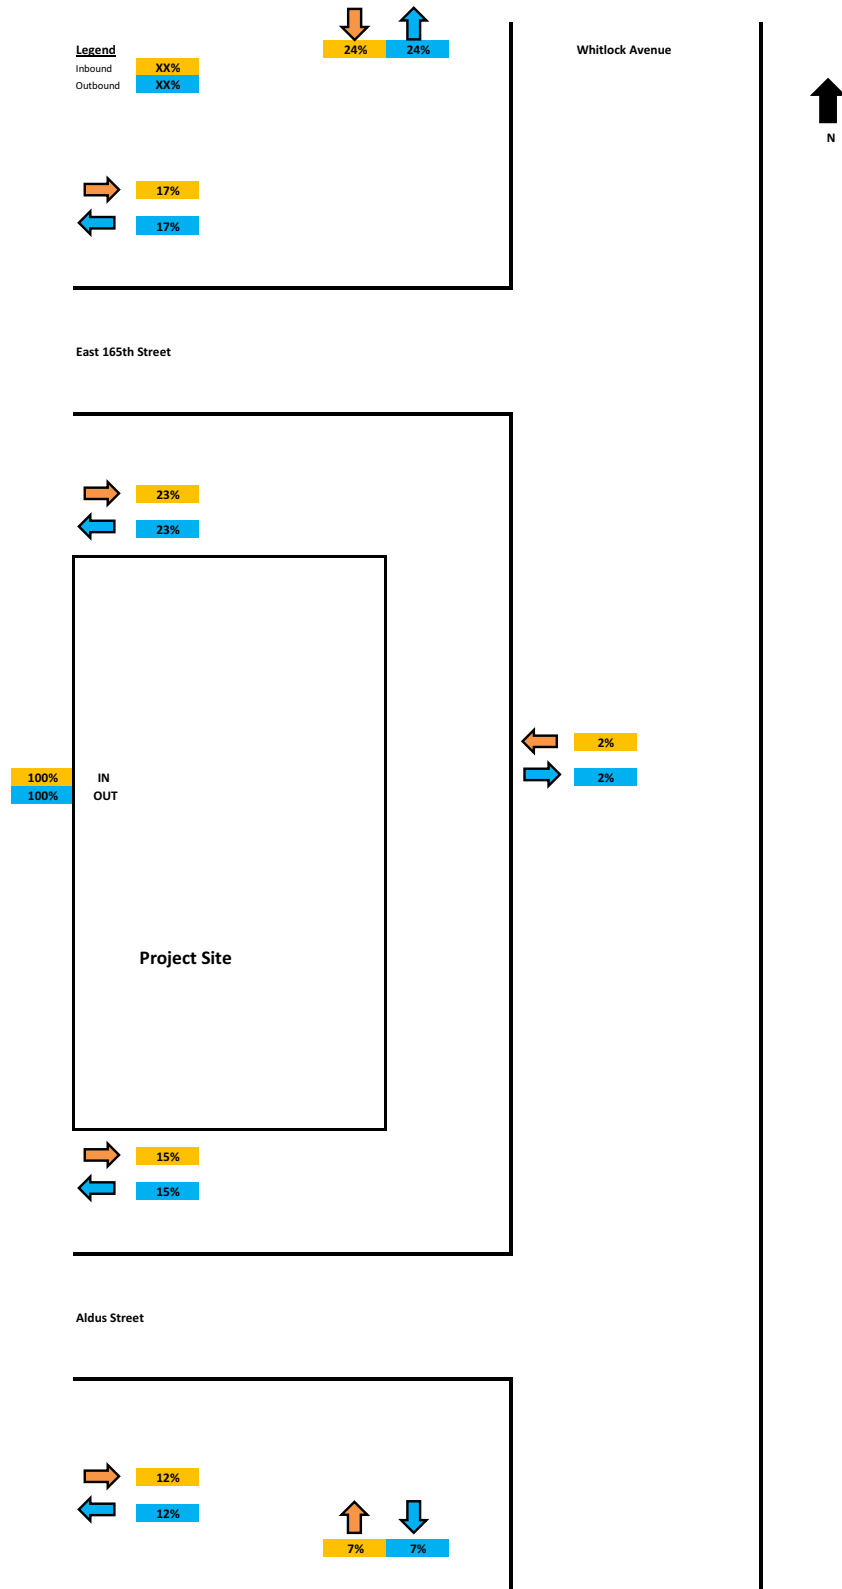 24% 24%
Legend Whitlock Avenue
Inbound XX%
Outbound XX%
N
17%
17%
East 165th Street
23%
23%
2%
100% IN 2%
100% OUT
Project Site
15%
15%
Aldus Street
12%
12%
7% 7%